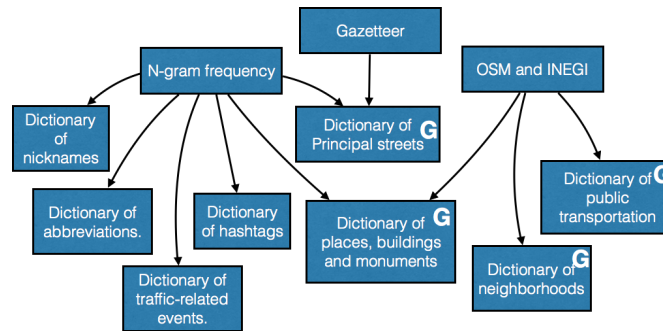 Gazetteer
N-gram frequency
OSM and INEGI
Dictionary
of
nicknames
Dictionary of G
Principal streets
Dictionary of G
public
transportation
Dictionary of
abbreviations.
Dictionary
of hashtags
Dictionary of G
places, buildings
and monuments
Dictionary of G
neighborhoods
Dictionary of
traffic-related
events.